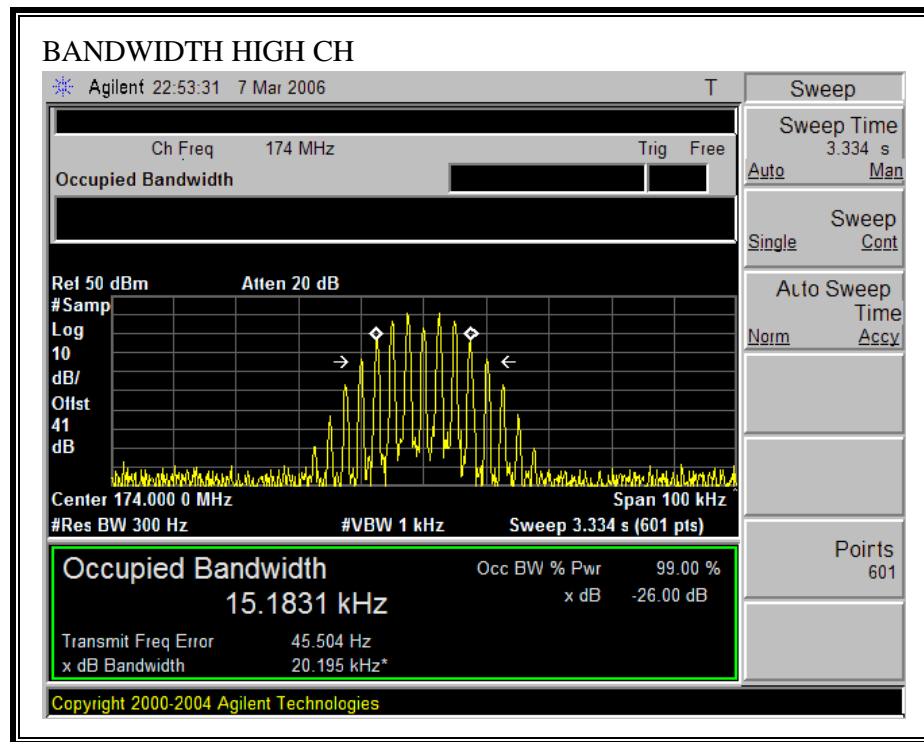 BANDWIDTH HIGH CH
Agilent 22:53:31 7 Mar 2006 T
Sweep
Ch Freq 174 MHz Trig Free
Occupied Bandwidth
Sweep Time
3.334 s
Auto Man
Sweep
Single Cont
Auto Sweep
Time
Norm Accy
Points
601
Ref 50 dBm Atten 20 dB
#Samp
Log
10
dB/
Offst
41
dB
Center 174.000 0 MHz Span 100 kHz
#Res BW 300 Hz #VBW 1 kHz Sweep 3.334 s (601 pts)
Occupied Bandwidth
15.1831 kHz
Occ BW % Pwr 99.00 %
x dB -26.00 dB
Transmit Freq Error 45.504 Hz
x dB Bandwidth 20.195 kHz*
Copyright 2000-2004 Agilent Technologies